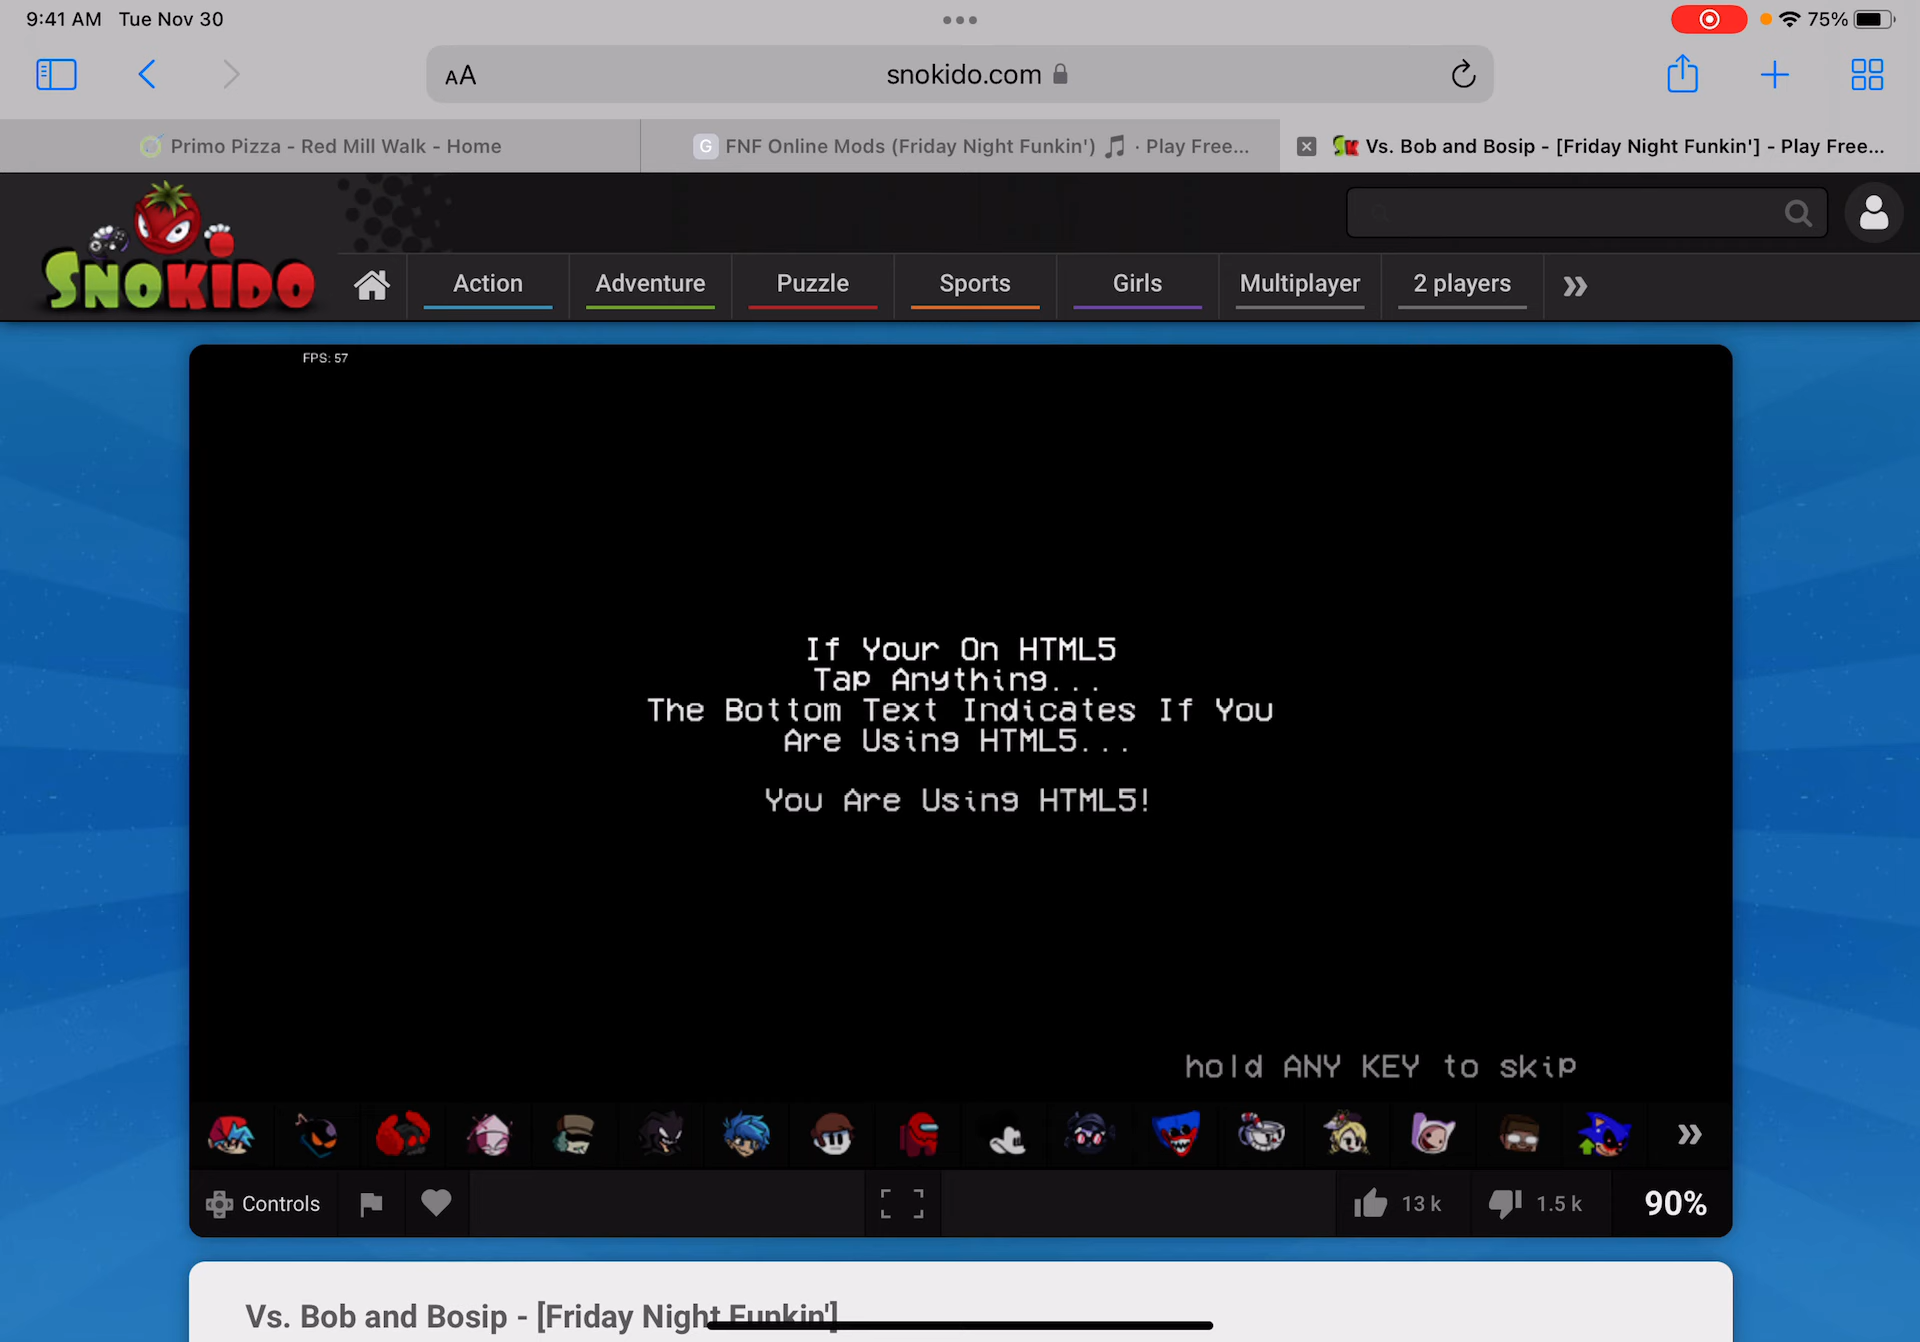 9:41 AM Tue Nov 30
75%
AA snokido.com
Primo Pizza - Red Mill Walk - Home
G FNF Online Mods (Friday Night Funkin') 🎵 · Play Free...
SK Vs. Bob and Bosip - [Friday Night Funkin'] - Play Free...
SNOKIDO
Action Adventure Puzzle Sports Girls Multiplayer 2 players »
FPS: 57
If Your On HTML5
Tap Anything...
The Bottom Text Indicates If You
Are Using HTML5...
You Are Using HTML5!
hold ANY KEY to skip
»
Controls 13 k 1.5 k 90%
Vs. Bob and Bosip - [Friday Night Funkin']